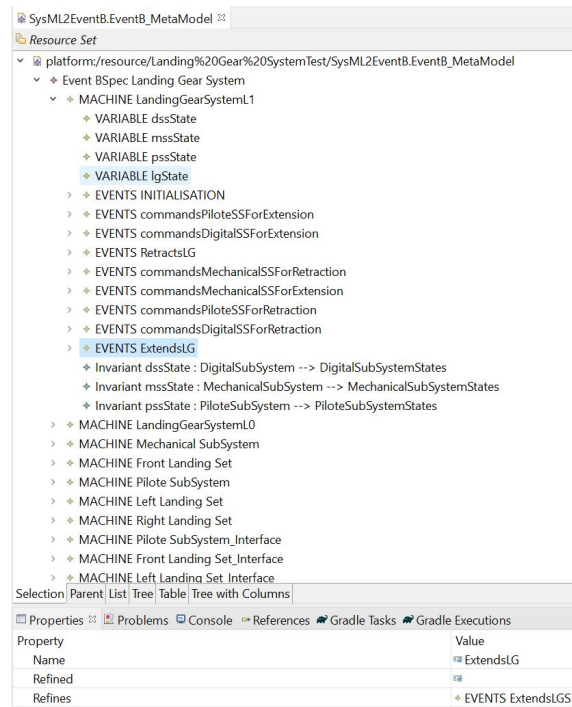 SysML2EventB.EventB_MetaModel
Resource Set
platform:/resource/Landing%20Gear%20SystemTest/SysML2EventB.EventB_MetaModel
Event BSpec Landing Gear System
MACHINE LandingGearSystemL1
VARIABLE dssState
VARIABLE mssState
VARIABLE pssState
VARIABLE lgState
EVENTS INITIALISATION
EVENTS commandsPiloteSSForExtension
EVENTS commandsDigitalSSForExtension
EVENTS RetractsLG
EVENTS commandsMechanicalSSForRetraction
EVENTS commandsMechanicalSSForExtension
EVENTS commandsPiloteSSForRetraction
EVENTS commandsDigitalSSForRetraction
EVENTS ExtendsLG
Invariant dssState : DigitalSubSystem --> DigitalSubSystemStates
Invariant mssState : MechanicalSubSystem --> MechanicalSubSystemStates
Invariant pssState : PiloteSubSystem --> PiloteSubSystemStates
MACHINE LandingGearSystemL0
MACHINE Mechanical SubSystem
MACHINE Front Landing Set
MACHINE Pilote SubSystem
MACHINE Left Landing Set
MACHINE Right Landing Set
MACHINE Pilote SubSystem_Interface
MACHINE Front Landing Set_Interface
MACHINE Left Landing Set Interface
Selection Parent List Tree Table Tree with Columns
Properties Problems Console References Gradle Tasks Gradle Executions
Property Value
Name ExtendsLG
Refined
Refines EVENTS ExtendsLGS